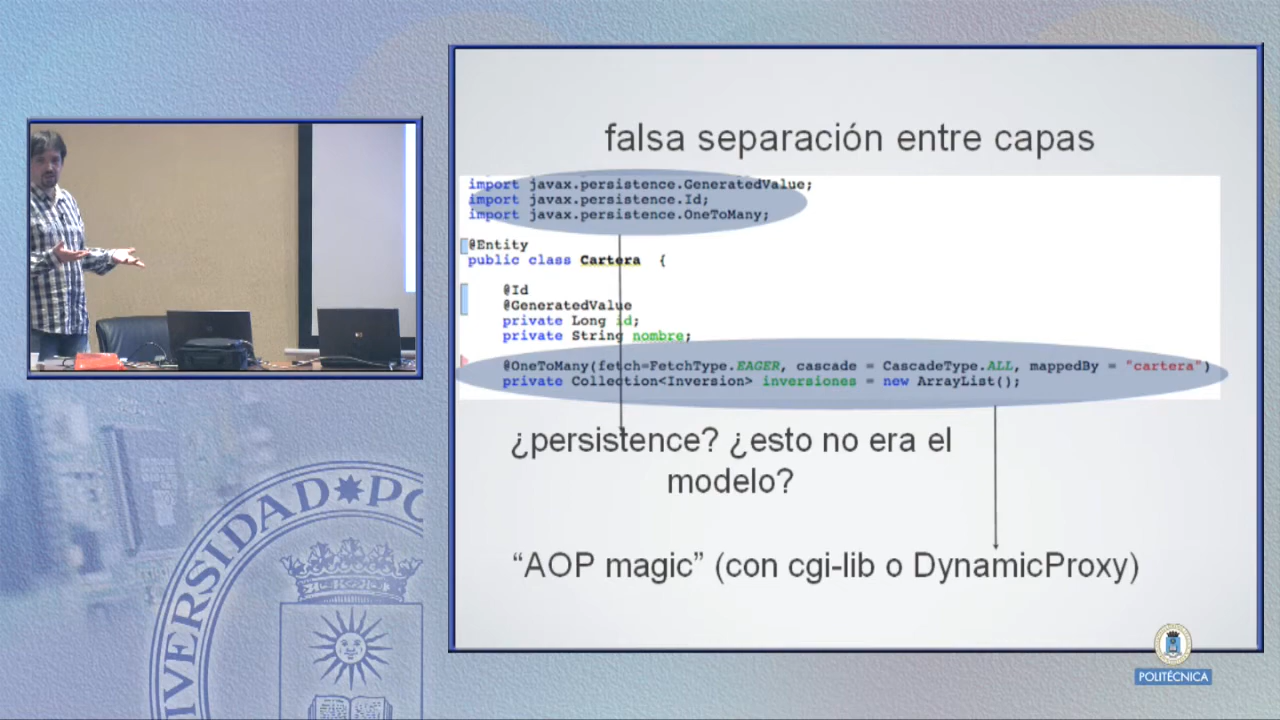 falsa separación entre capas
import javax.persistence.GeneratedValue;
import javax.persistence.Id;
import javax.persistence.OneToMany;
@Entity
public class Cartera {
@Id
@GeneratedValue
private Long id;
private String nombre;
@OneToMany(fetch=FetchType.EAGER, cascade = CascadeType.ALL, mappedBy = "cartera")
private Collection<Inversion> inversiones = new ArrayList();
¿persistence? ¿esto no era el
modelo?
“AOP magic” (con cgi-lib o DynamicProxy)
POLITÉCNICA